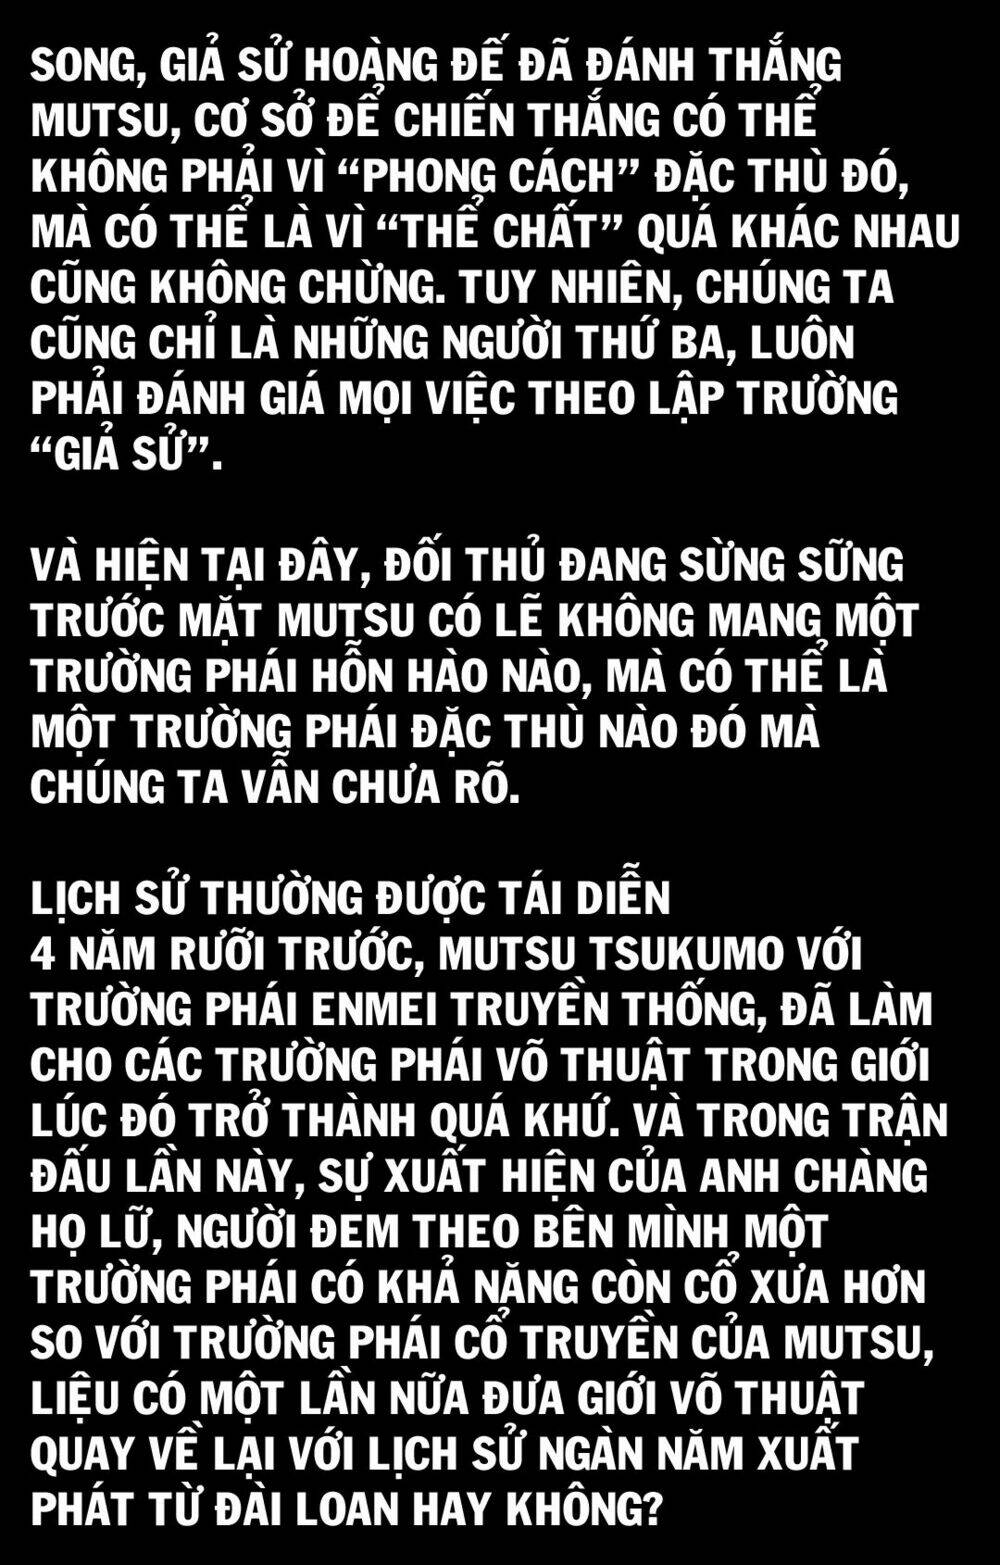 SONG, GIẢ SỬ HOÀNG ĐẾ ĐÃ ĐÁNH THẮNG
MUTSU, CƠ SỞ ĐỂ CHIẾN THẮNG CÓ THỂ
KHÔNG PHẢI VÌ “PHONG CÁCH” ĐẶC THÙ ĐÓ,
MÀ CÓ THỂ LÀ VÌ “THỂ CHẤT” QUÁ KHÁC NHAU
CŨNG KHÔNG CHỪNG. TUY NHIÊN, CHÚNG TA
CŨNG CHỈ LÀ NHỮNG NGƯỜI THỨ BA, LUÔN
PHẢI ĐÁNH GIÁ MỌI VIỆC THEO LẬP TRƯỜNG
“GIẢ SỬ”.
VÀ HIỆN TẠI ĐÂY, ĐỐI THỦ ĐANG SỪNG SỮNG
TRƯỚC MẶT MUTSU CÓ LẼ KHÔNG MANG MỘT
TRƯỜNG PHÁI HỖN HÀO NÀO, MÀ CÓ THỂ LÀ
MỘT TRƯỜNG PHÁI ĐẶC THÙ NÀO ĐÓ MÀ
CHÚNG TA VẪN CHƯA RÕ.
LỊCH SỬ THƯỜNG ĐƯỢC TÁI DIỄN
4 NĂM RƯỠI TRƯỚC, MUTSU TSUKUMO VỚI
TRƯỜNG PHÁI ENMEI TRUYỀN THỐNG, ĐÃ LÀM
CHO CÁC TRƯỜNG PHÁI VÕ THUẬT TRONG GIỚI
LÚC ĐÓ TRỞ THÀNH QUÁ KHỨ. VÀ TRONG TRẬN
ĐẤU LẦN NÀY, SỰ XUẤT HIỆN CỦA ANH CHÀNG
HỌ LỮ, NGƯỜI ĐEM THEO BÊN MÌNH MỘT
TRƯỜNG PHÁI CÓ KHẢ NĂNG CÒN CỔ XƯA HƠN
SO VỚI TRƯỜNG PHÁI CỔ TRUYỀN CỦA MUTSU,
LIỆU CÓ MỘT LẦN NỮA ĐƯA GIỚI VÕ THUẬT
QUAY VỀ LẠI VỚI LỊCH SỬ NGÀN NĂM XUẤT
PHÁT TỪ ĐÀI LOAN HAY KHÔNG?